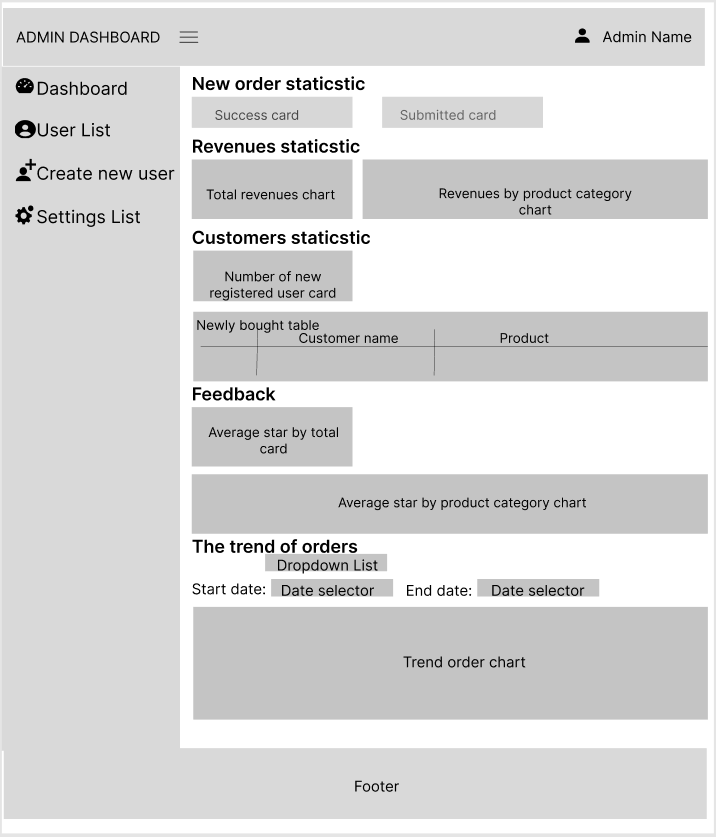 ADMIN DASHBOARD
Admin Name
Dashboard
User List
Create new user
Settings List
New order staticstic
Success card
Submitted card
Revenues staticstic
Total revenues chart
Revenues by product category
chart
Customers staticstic
Number of new
registered user card
Newly bought table
Customer name
Product
Feedback
Average star by total
card
Average star by product category chart
The trend of orders
Dropdown List
Start date:
Date selector
End date:
Date selector
Trend order chart
Footer